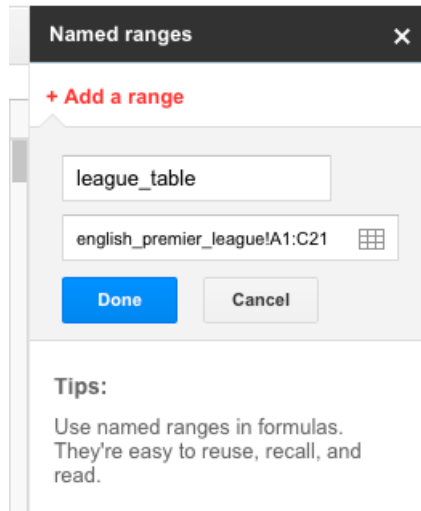 Named ranges
+ Add a range
league_table
english_premier_league!A1:C21
Done
Cancel
Tips:
Use named ranges in formulas.
They're easy to reuse, recall, and
read.